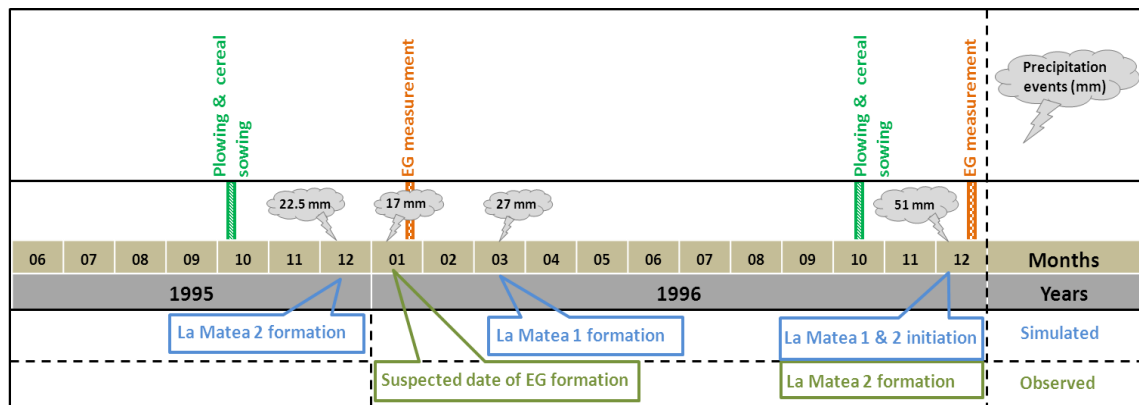 Plowing & cereal
sowing
EG measurement
Plowing & cereal
sowing
EG measurement
Precipitation
events (mm)
22.5 mm
17 mm
27 mm
51 mm
06 07 08 09 10 11 12 01 02 03 04 05 06 07 08 09 10 11 12 Months
1995 1996 Years
La Matea 2 formation
La Matea 1 formation
La Matea 1 & 2 initiation
Simulated
Suspected date of EG formation
La Matea 2 formation
Observed